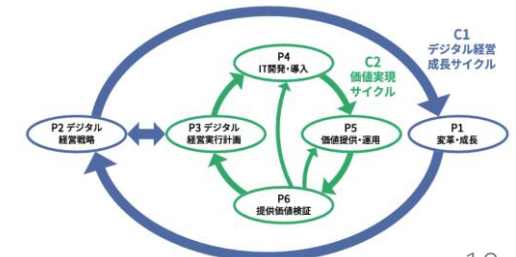 C1
デジタル経営
成長サイクル
P4
IT開発・導入
C2
価値実現
サイクル
P2 デジタル
経営戦略
P3 デジタル
経営実行計画
P5
価値提供・運用
P1
変革・成長
P6
提供価値検証